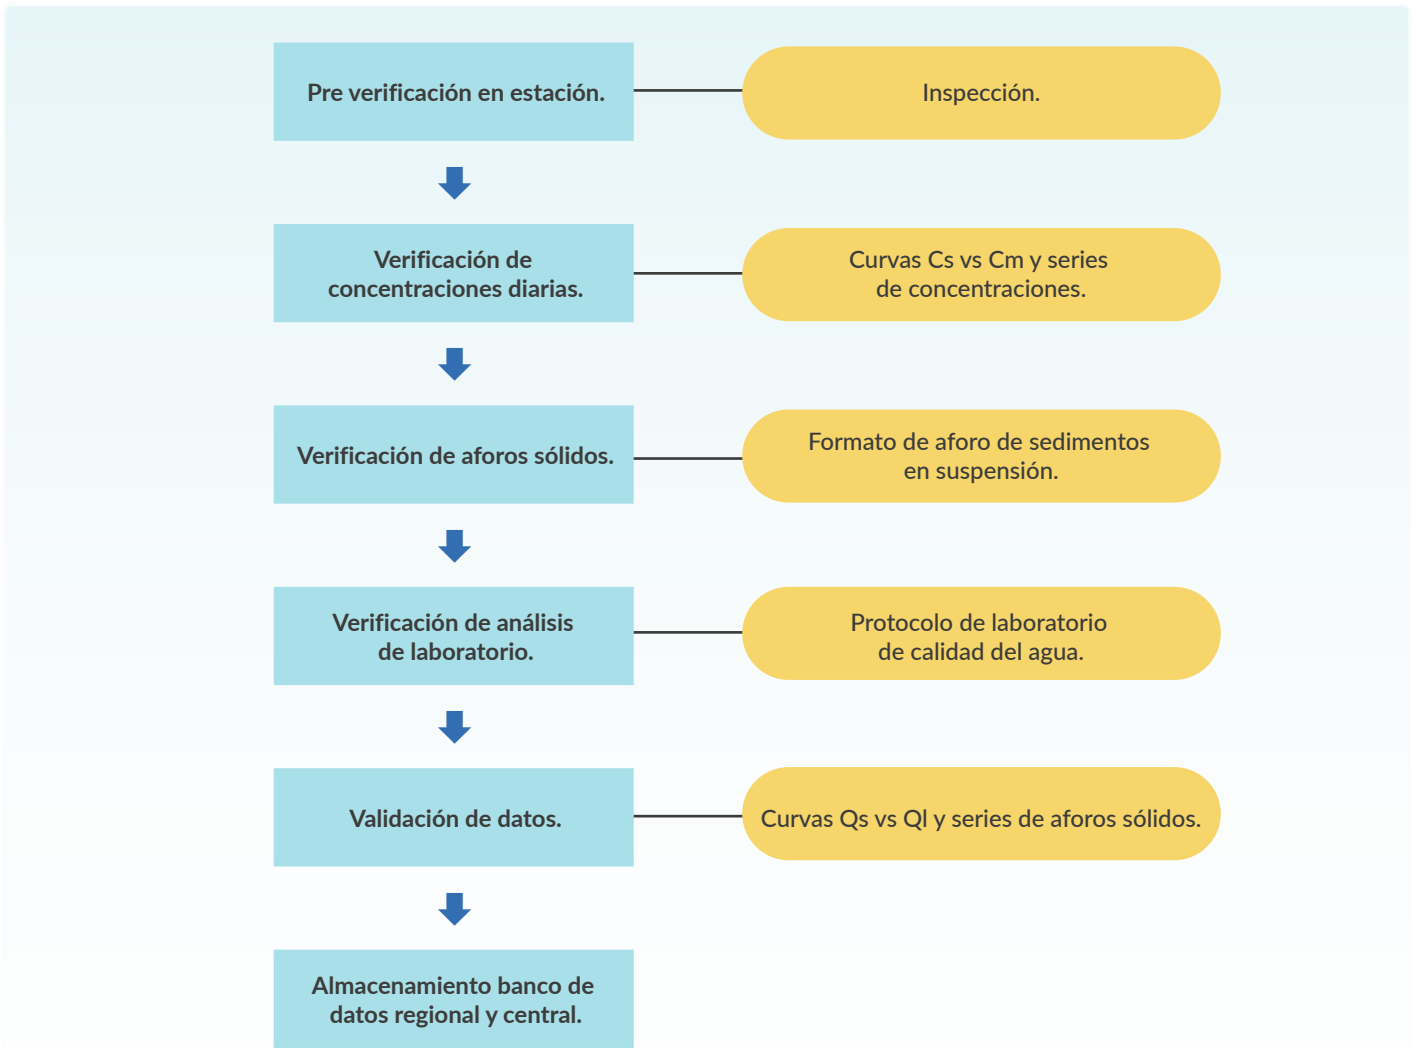 Pre verificación en estación.
Inspección.
Verificación de
concentraciones diarias.
Curvas Cs vs Cm y series
de concentraciones.
Verificación de aforos sólidos.
Formato de aforo de sedimentos
en suspensión.
Verificación de análisis
de laboratorio.
Protocolo de laboratorio
de calidad del agua.
Validación de datos.
Curvas Qs vs Ql y series de aforos sólidos.
Almacenamiento banco de
datos regional y central.